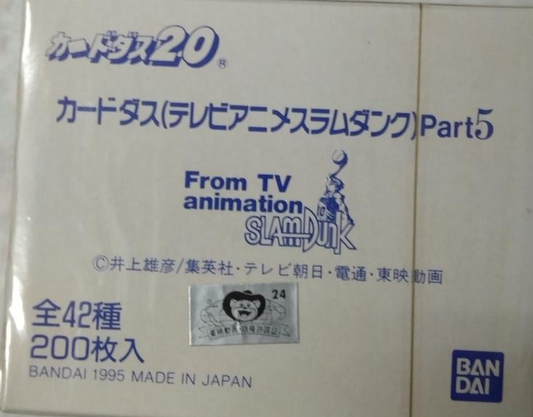 カードダス20®
カードダス(テレビアニメスラムダンク)Part5
From TV
animation
SLAM DUNK
©井上雄彦/集英社・テレビ朝日・電通・東映動画
24
全42種
200枚入
BANDAI 1995 MADE IN JAPAN
BAN
DAI